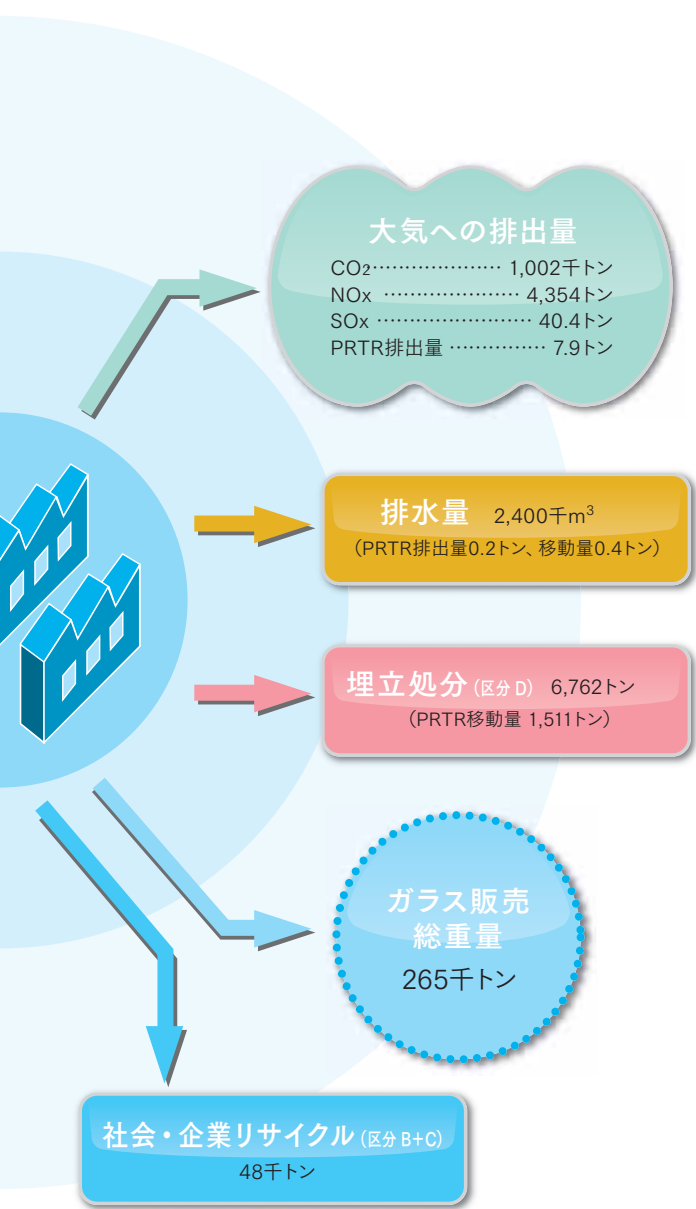 大気への排出量
CO2………………… 1,002千トン
NOx ………………… 4,354トン
SOx …………………… 40.4トン
PRTR排出量 …………… 7.9トン
排水量 2,400千m³
（PRTR排出量0.2トン、移動量0.4トン）
埋立処分（区分 D） 6,762トン
（PRTR移動量 1,511トン）
ガラス販売
総重量
265千トン
社会・企業リサイクル（区分 B+C）
48千トン